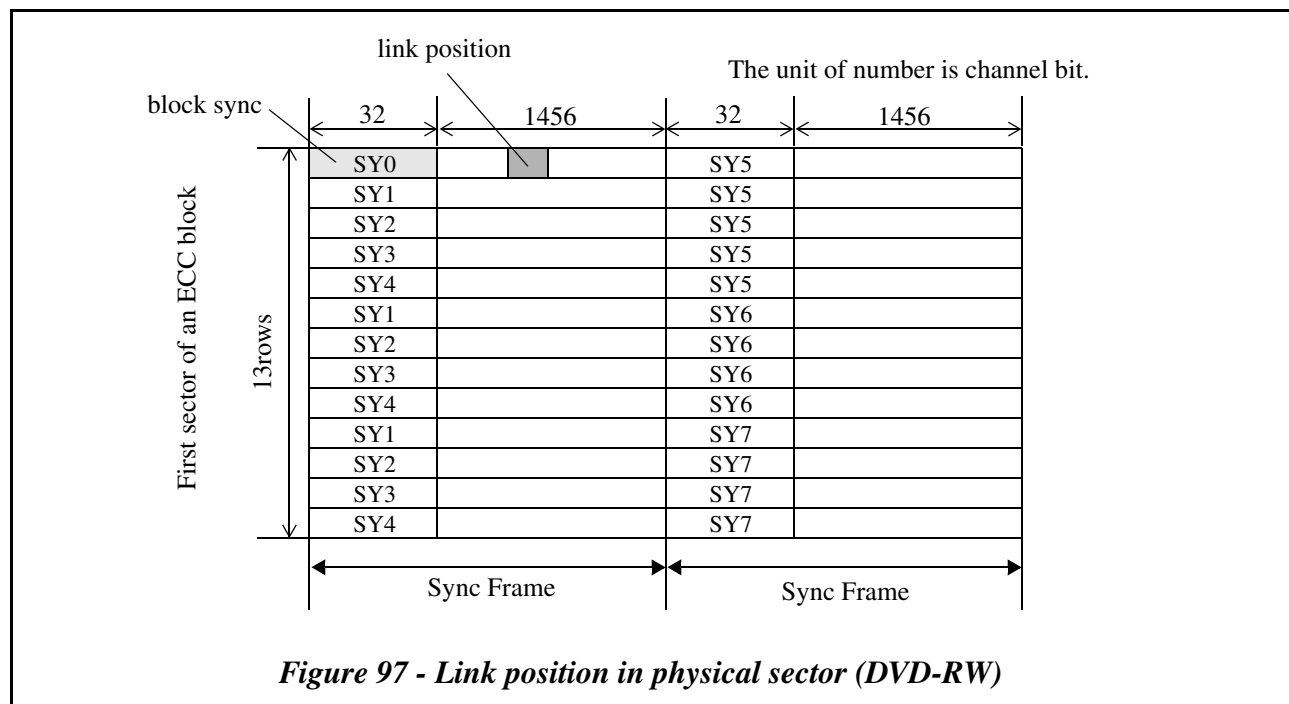 link position
The unit of number is channel bit.
block sync
32 1456 32 1456
SY0 SY5
SY1 SY5
SY2 SY5
SY3 SY5
SY4 SY5
SY1 SY6
SY2 SY6
SY3 SY6
SY4 SY6
SY1 SY7
SY2 SY7
SY3 SY7
SY4 SY7
First sector of an ECC block
13rows
Sync Frame Sync Frame
Figure 97 - Link position in physical sector (DVD-RW)